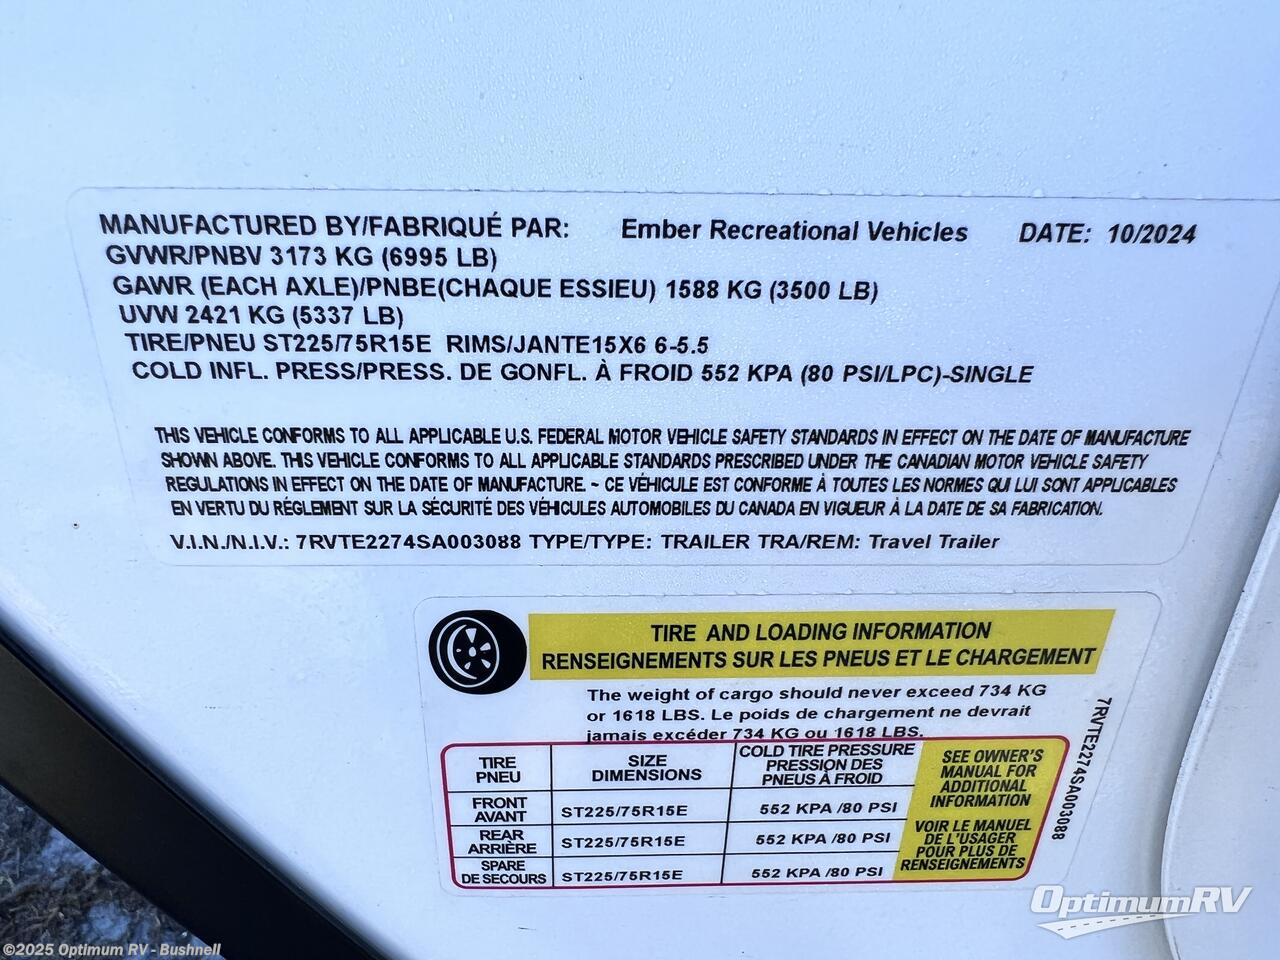 MANUFACTURED BY/FABRIQUÉ PAR: Ember Recreational Vehicles DATE: 10/2024
GVWR/PNBV 3173 KG (6995 LB)
GAWR (EACH AXLE)/PNBE(CHAQUE ESSIEU) 1588 KG (3500 LB)
UVW 2421 KG (5337 LB)
TIRE/PNEU ST225/75R15E RIMS/JANTE15X6 6-5.5
COLD INFL. PRESS/PRESS. DE GONFL. À FROID 552 KPA (80 PSI/LPC)-SINGLE
THIS VEHICLE CONFORMS TO ALL APPLICABLE U.S. FEDERAL MOTOR VEHICLE SAFETY STANDARDS IN EFFECT ON THE DATE OF MANUFACTURE
SHOWN ABOVE. THIS VEHICLE CONFORMS TO ALL APPLICABLE STANDARDS PRESCRIBED UNDER THE CANADIAN MOTOR VEHICLE SAFETY
REGULATIONS IN EFFECT ON THE DATE OF MANUFACTURE. ~ CE VÉHICULE EST CONFORME À TOUTES LES NORMES QUI LUI SONT APPLICABLES
EN VERTU DU RÉGLEMENT SUR LA SÉCURITÉ DES VÉHICULES AUTOMOBILES DU CANADA EN VIGUEUR À LA DATE DE SA FABRICATION.
V.I.N./N.I.V.: 7RVTE2274SA003088 TYPE/TYPE: TRAILER TRA/REM: Travel Trailer
TIRE AND LOADING INFORMATION
RENSEIGNEMENTS SUR LES PNEUS ET LE CHARGEMENT
The weight of cargo should never exceed 734 KG
or 1618 LBS. Le poids de chargement ne devrait
jamais excéder 734 KG ou 1618 LBS.
TIRE
PNEU
SIZE
DIMENSIONS
COLD TIRE PRESSURE
PRESSION DES
PNEUS À FROID
FRONT
AVANT
ST225/75R15E
552 KPA /80 PSI
REAR
ARRIÈRE
ST225/75R15E
552 KPA /80 PSI
SPARE
DE SECOURS
ST225/75R15E
552 KPA /80 PSI
SEE OWNER'S
MANUAL FOR
ADDITIONAL
INFORMATION
VOIR LE MANUEL
DE L'USAGER
POUR PLUS DE
RENSEIGNEMENTS
7RVTE2274SA003088
OptimumRV
©2025 Optimum RV - Bushnell